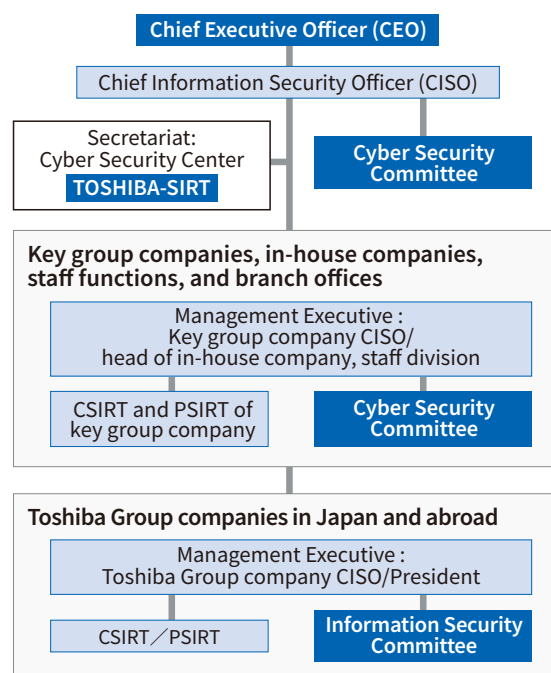 Chief Executive Officer (CEO)
Chief Information Security Officer (CISO)
Secretariat:
Cyber Security Center
TOSHIBA-SIRT
Cyber Security
Committee
Key group companies, in-house companies,
staff functions, and branch offices
Management Executive :
Key group company CISO/
head of in-house company, staff division
CSIRT and PSIRT of
key group company
Cyber Security
Committee
Toshiba Group companies in Japan and abroad
Management Executive :
Toshiba Group company CISO/President
CSIRT／PSIRT
Information Security
Committee